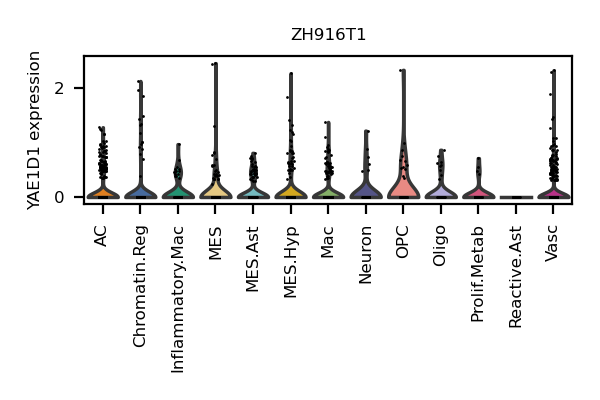 ZH916T1
YAE1D1 expression
2
0
AC
Chromatin.Reg
Inflammatory.Mac
MES
MES.Ast
MES.Hyp
Mac
Neuron
OPC
Oligo
Prolif.Metab
Reactive.Ast
Vasc